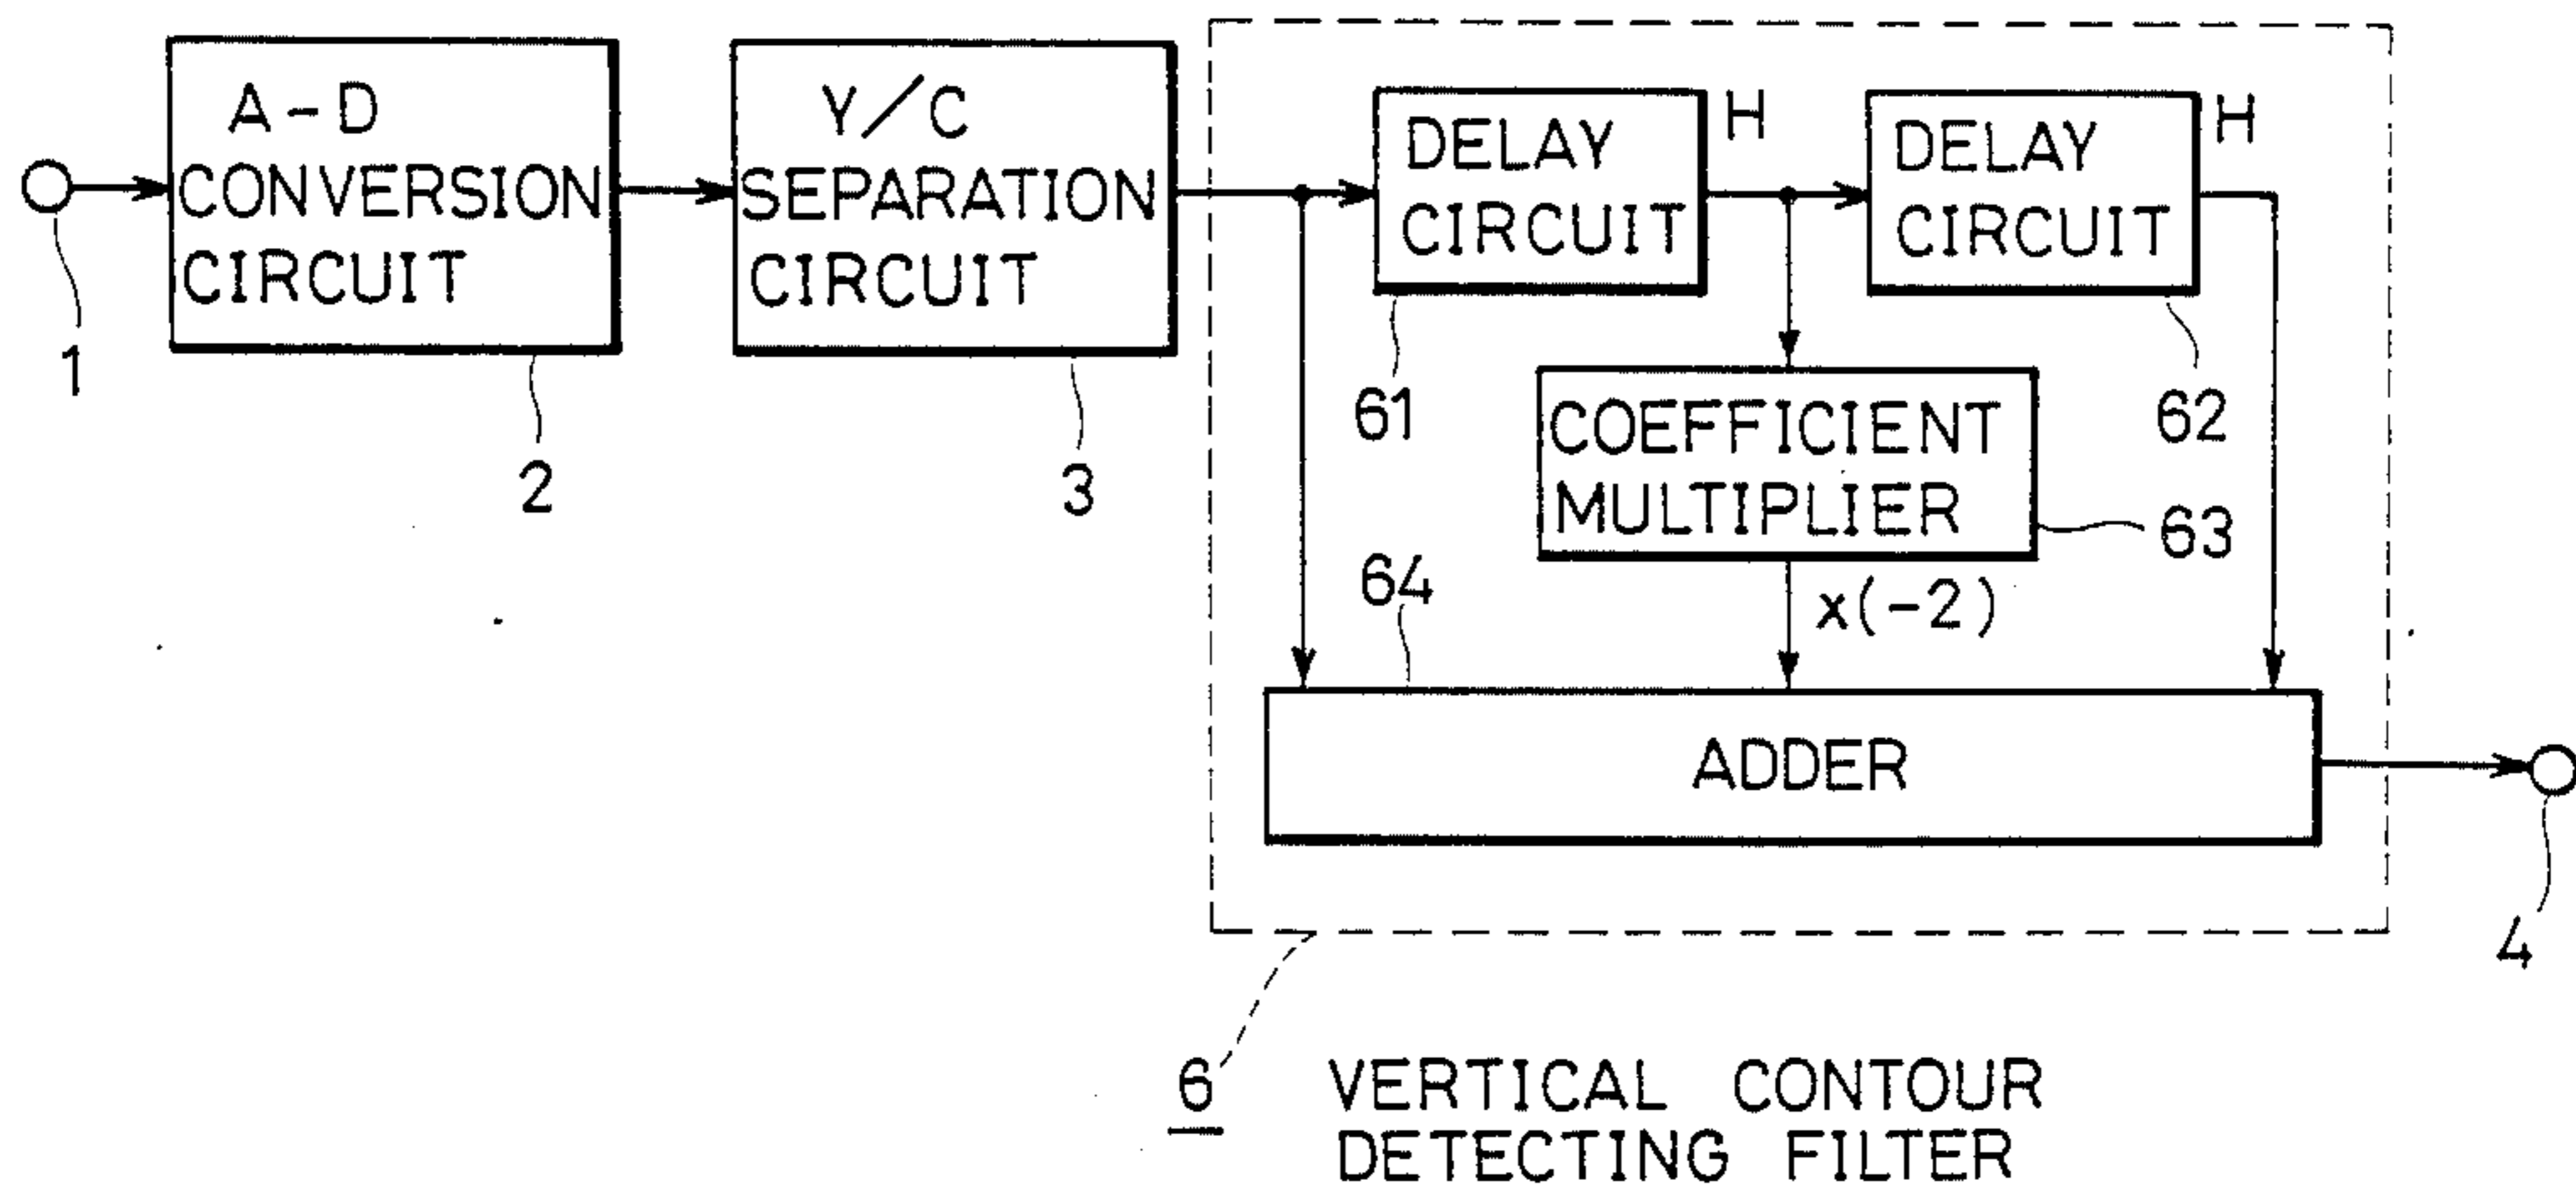 A-D
CONVERSION
CIRCUIT
Y/C
SEPARATION
CIRCUIT
DELAY
CIRCUIT
H
DELAY
CIRCUIT
H
1
2
3
61
62
COEFFICIENT
MULTIPLIER
63
64
x(-2)
ADDER
4
6
VERTICAL CONTOUR
DETECTING FILTER